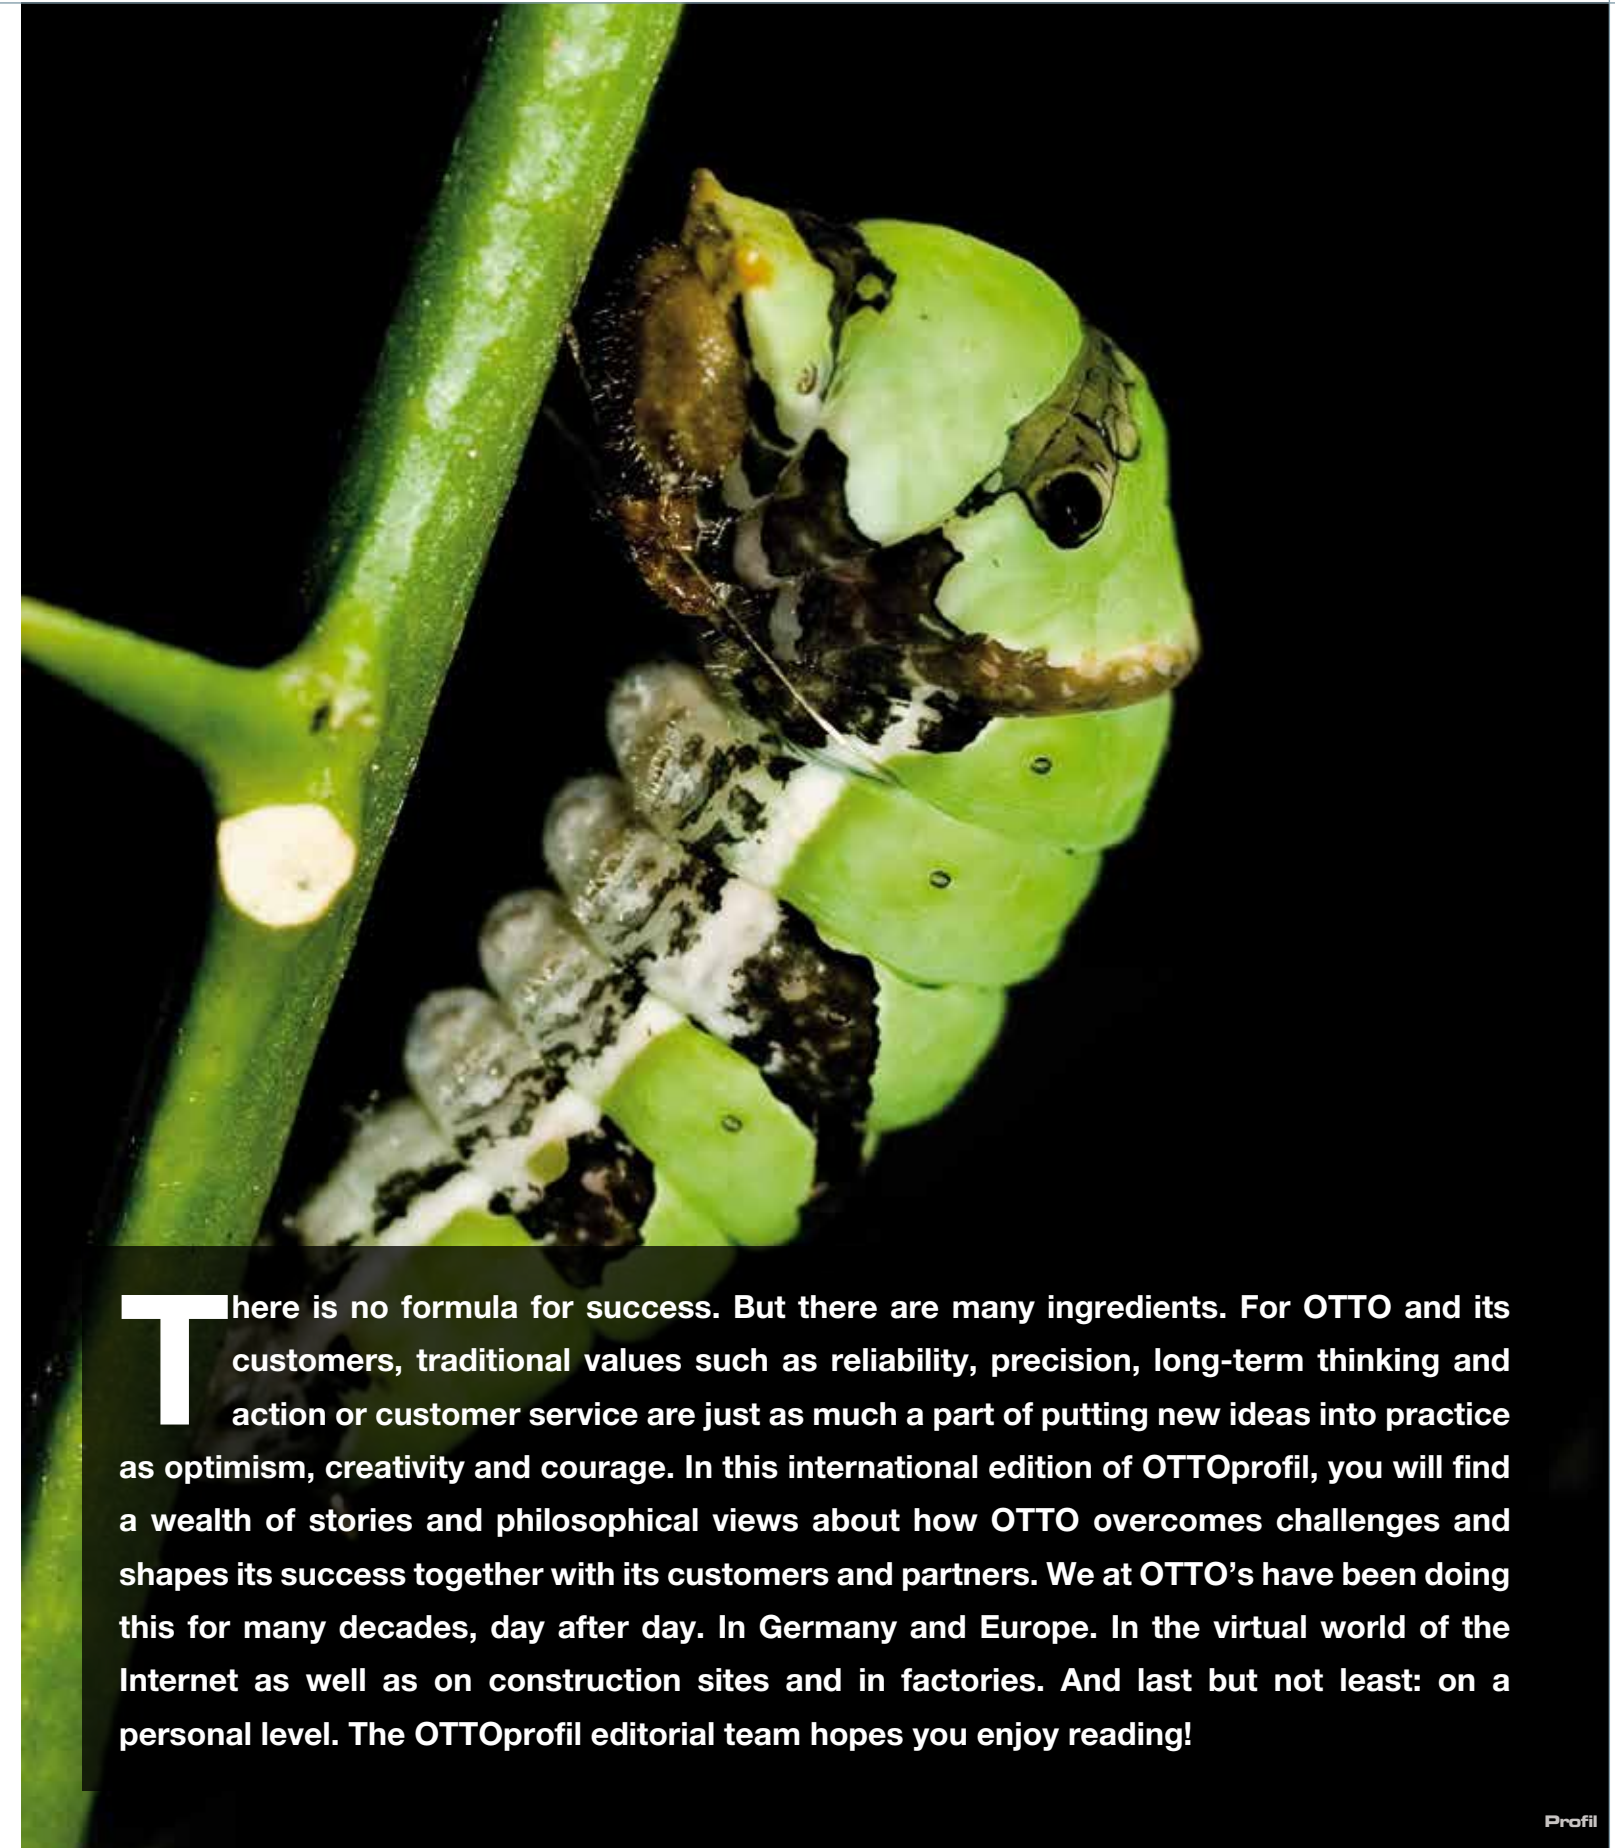 There is no formula for success. But there are many ingredients. For OTTO and its
customers, traditional values such as reliability, precision, long-term thinking and
action or customer service are just as much a part of putting new ideas into practice
as optimism, creativity and courage. In this international edition of OTTOprofil, you will find
a wealth of stories and philosophical views about how OTTO overcomes challenges and
shapes its success together with its customers and partners. We at OTTO’s have been doing
this for many decades, day after day. In Germany and Europe. In the virtual world of the
Internet as well as on construction sites and in factories. And last but not least: on a
personal level. The OTTOprofil editorial team hopes you enjoy reading!
Profil